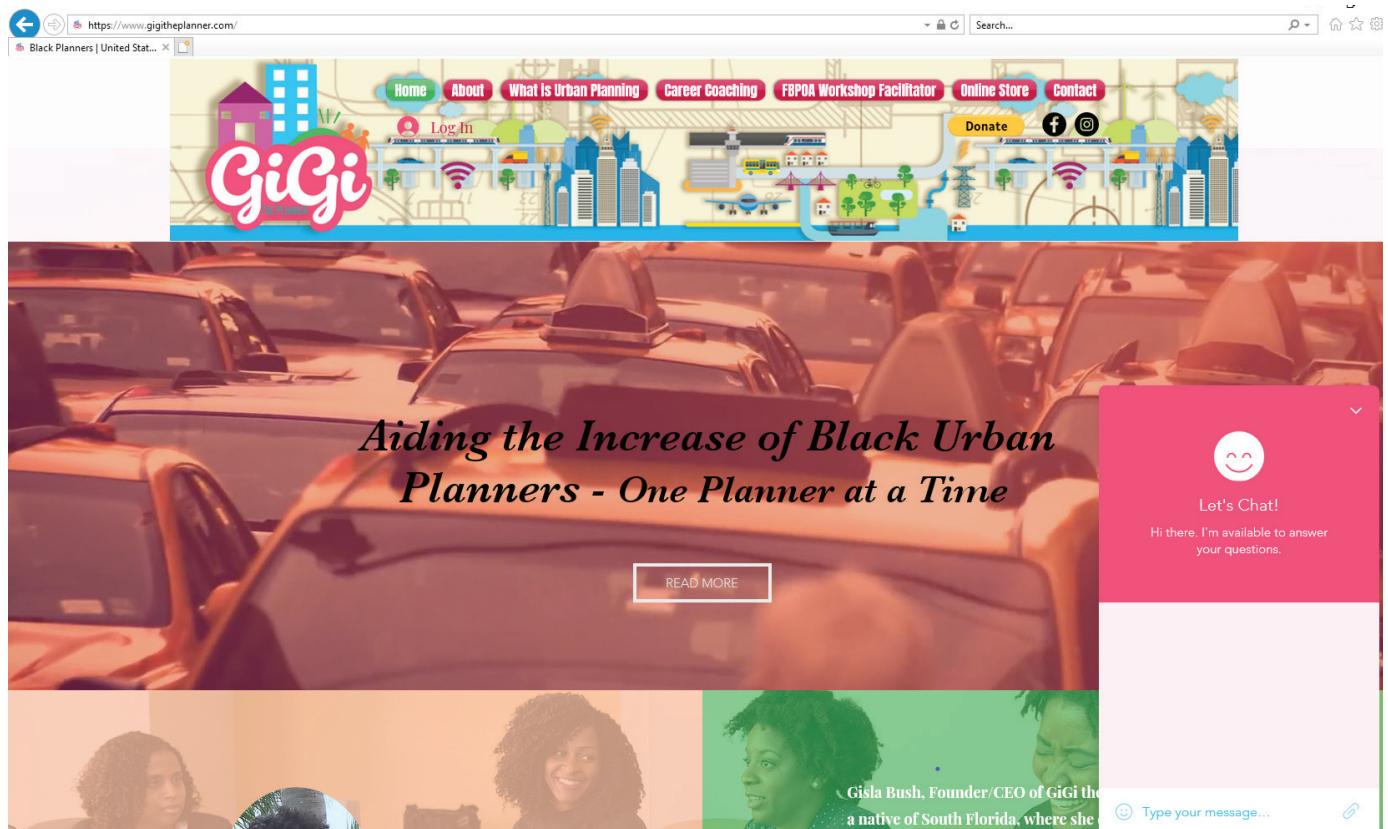 https://www.gigitheplanner.com/
Search...
Black Planners | United Stat...
Home About What is Urban Planning Career Coaching FBPOA Workshop Facilitator Online Store Contact
Log In
Donate
GiGi
THE PLANNER
Aiding the Increase of Black Urban
Planners - One Planner at a Time
READ MORE
Let's Chat!
Hi there. I'm available to answer
your questions.
Gisla Bush, Founder/CEO of GiGi the
a native of South Florida, where she
Type your message...